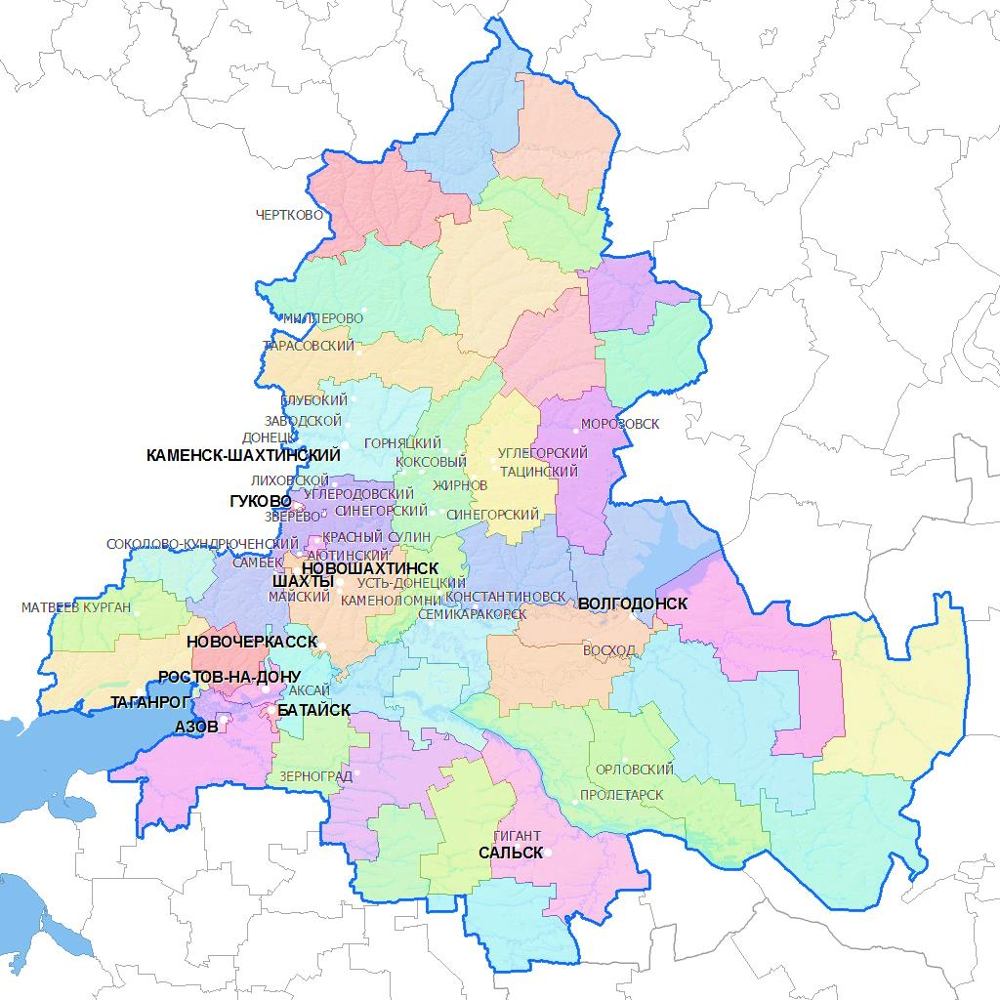 ЧЕРТКОВО
МИЛЛЕРОВО
ТАРАСОВСКИЙ
ГЛУБОКИЙ
ЗАВОДСКОЙ
МОРОЗОВСК
ДОНЕЦК
ГОРНЯЦКИЙ
КАМЕНСК-ШАХТИНСКИЙ
УГЛЕГОРСКИЙ
КОКСОВЫЙ
ТАЦИНСКИЙ
ЛИХОВСКОЙ
ЖИРНОВ
УГЛЕРОДОВСКИЙ
ГУКОВО
СИНЕГОРСКИЙ
ЗВЕРЕВО
СИНЕГОРСКИЙ
КРАСНЫЙ СУЛИН
СОКОЛОВО-КУНДРЮЧЕНСКИЙ
АЮТИНСКИЙ
САМБЕК
НОВОШАХТИНСК
ШАХТЫ
УСТЬ-ДОНЕЦКИЙ
МАЙСКИЙ
КАМЕНОЛОМНИ
КОНСТАНТИНОВСК
ВОЛГОДОНСК
МАТВЕЕВ КУРГАН
СЕМИКАРАКОРСК
НОВОЧЕРКАССК
ВОСХОД
РОСТОВ-НА-ДОНУ
АКСАЙ
ТАГАНРОГ
БАТАЙСК
АЗОВ
ОРЛОВСКИЙ
ЗЕРНОГРАД
ПРОЛЕТАРСК
ГИГАНТ
САЛЬСК